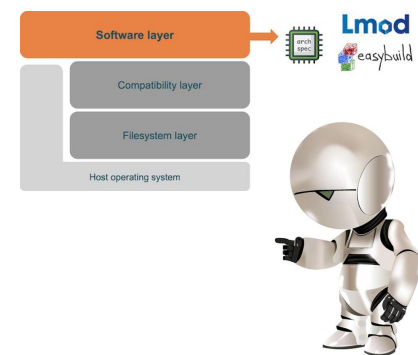 Software layer
arch
spec
Lmod
easybuild
Compatibility layer
Filesystem layer
Host operating system